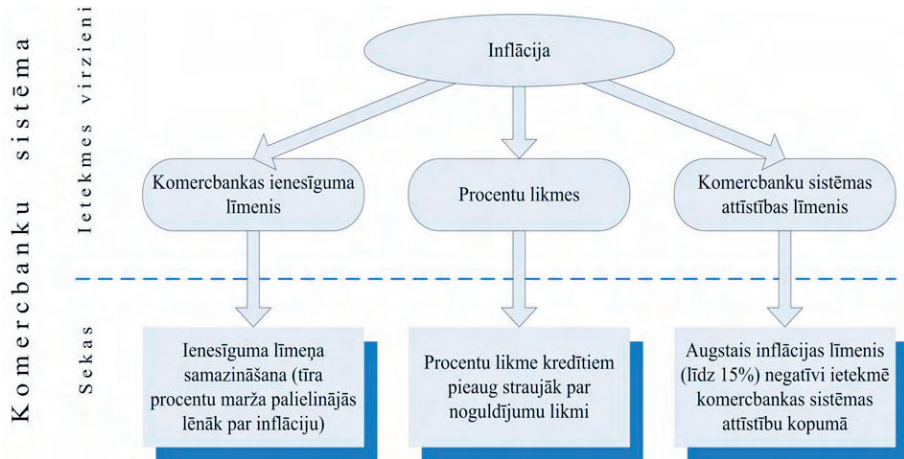 Komercbanku sistēma
Ietekmes virzieni
Inflācija
Komercbankas ienesīguma
līmenis
Procentu likmes
Komercbanku sistēmas
attīstības līmenis
Sekas
Ienesīguma līmeņa
samazināšana (tīra
procentu marža palielinājās
lēnāk par inflāciju)
Procentu likme kredītiem
pieaug straujāk par
noguldījumu likmi
Augstais inflācijas līmenis
(līdz 15%) negatīvi ietekmē
komercbankas sistēmas
attīstību kopumā